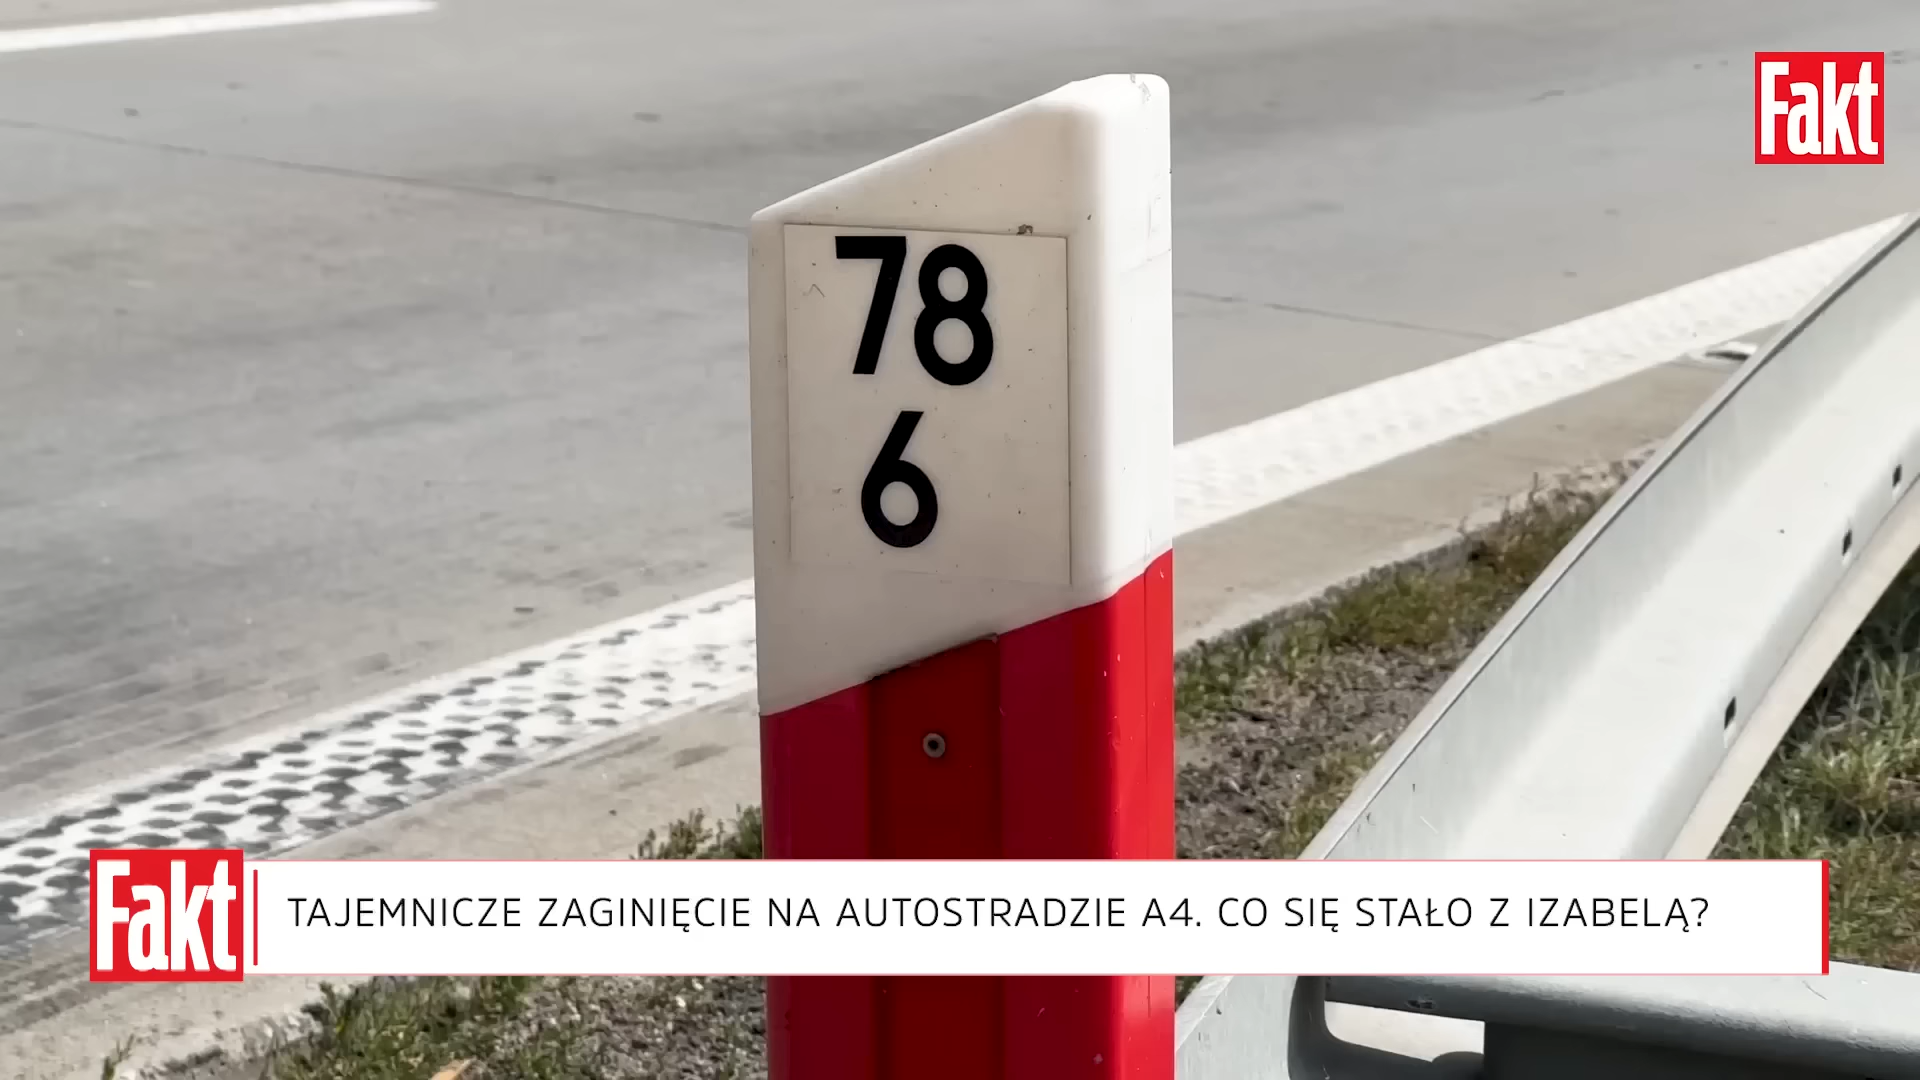 Fakt
78
6
Fakt
TAJEMNICZE ZAGINIĘCIE NA AUTOSTRADZIE A4. CO SIĘ STAŁO Z IZABELĄ?